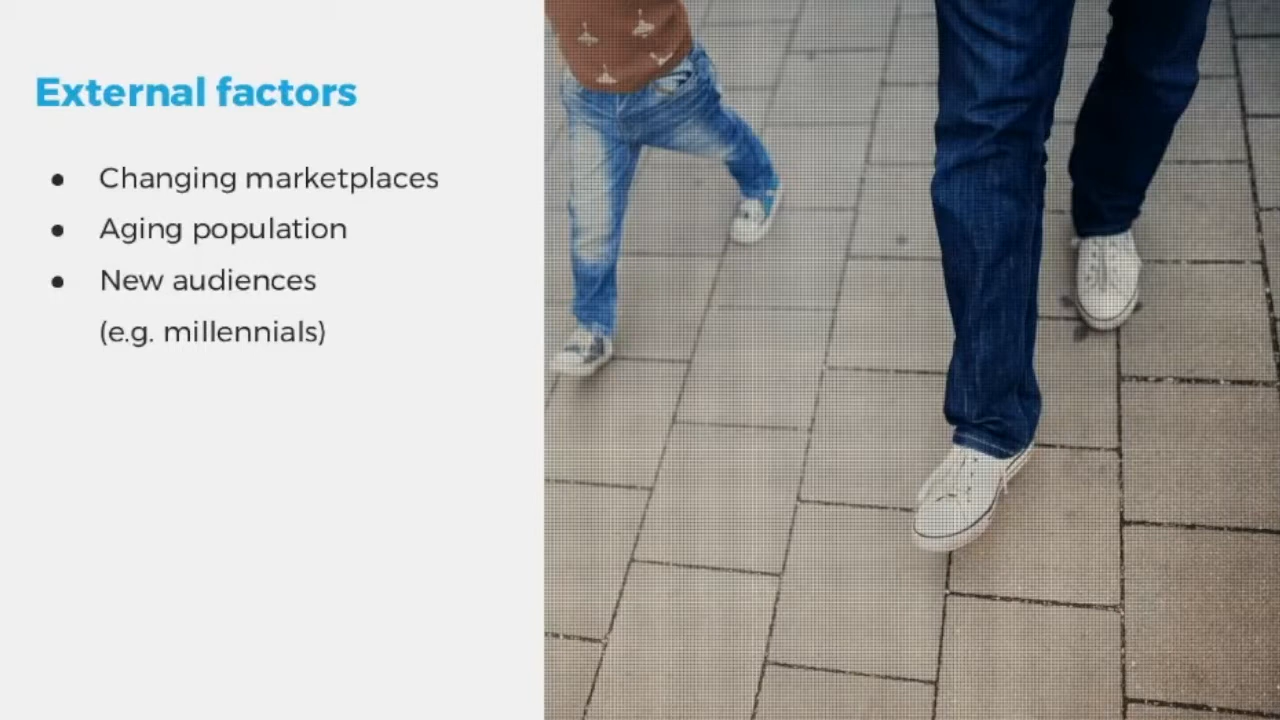 External factors
● Changing marketplaces
● Aging population
● New audiences
(e.g. millennials)